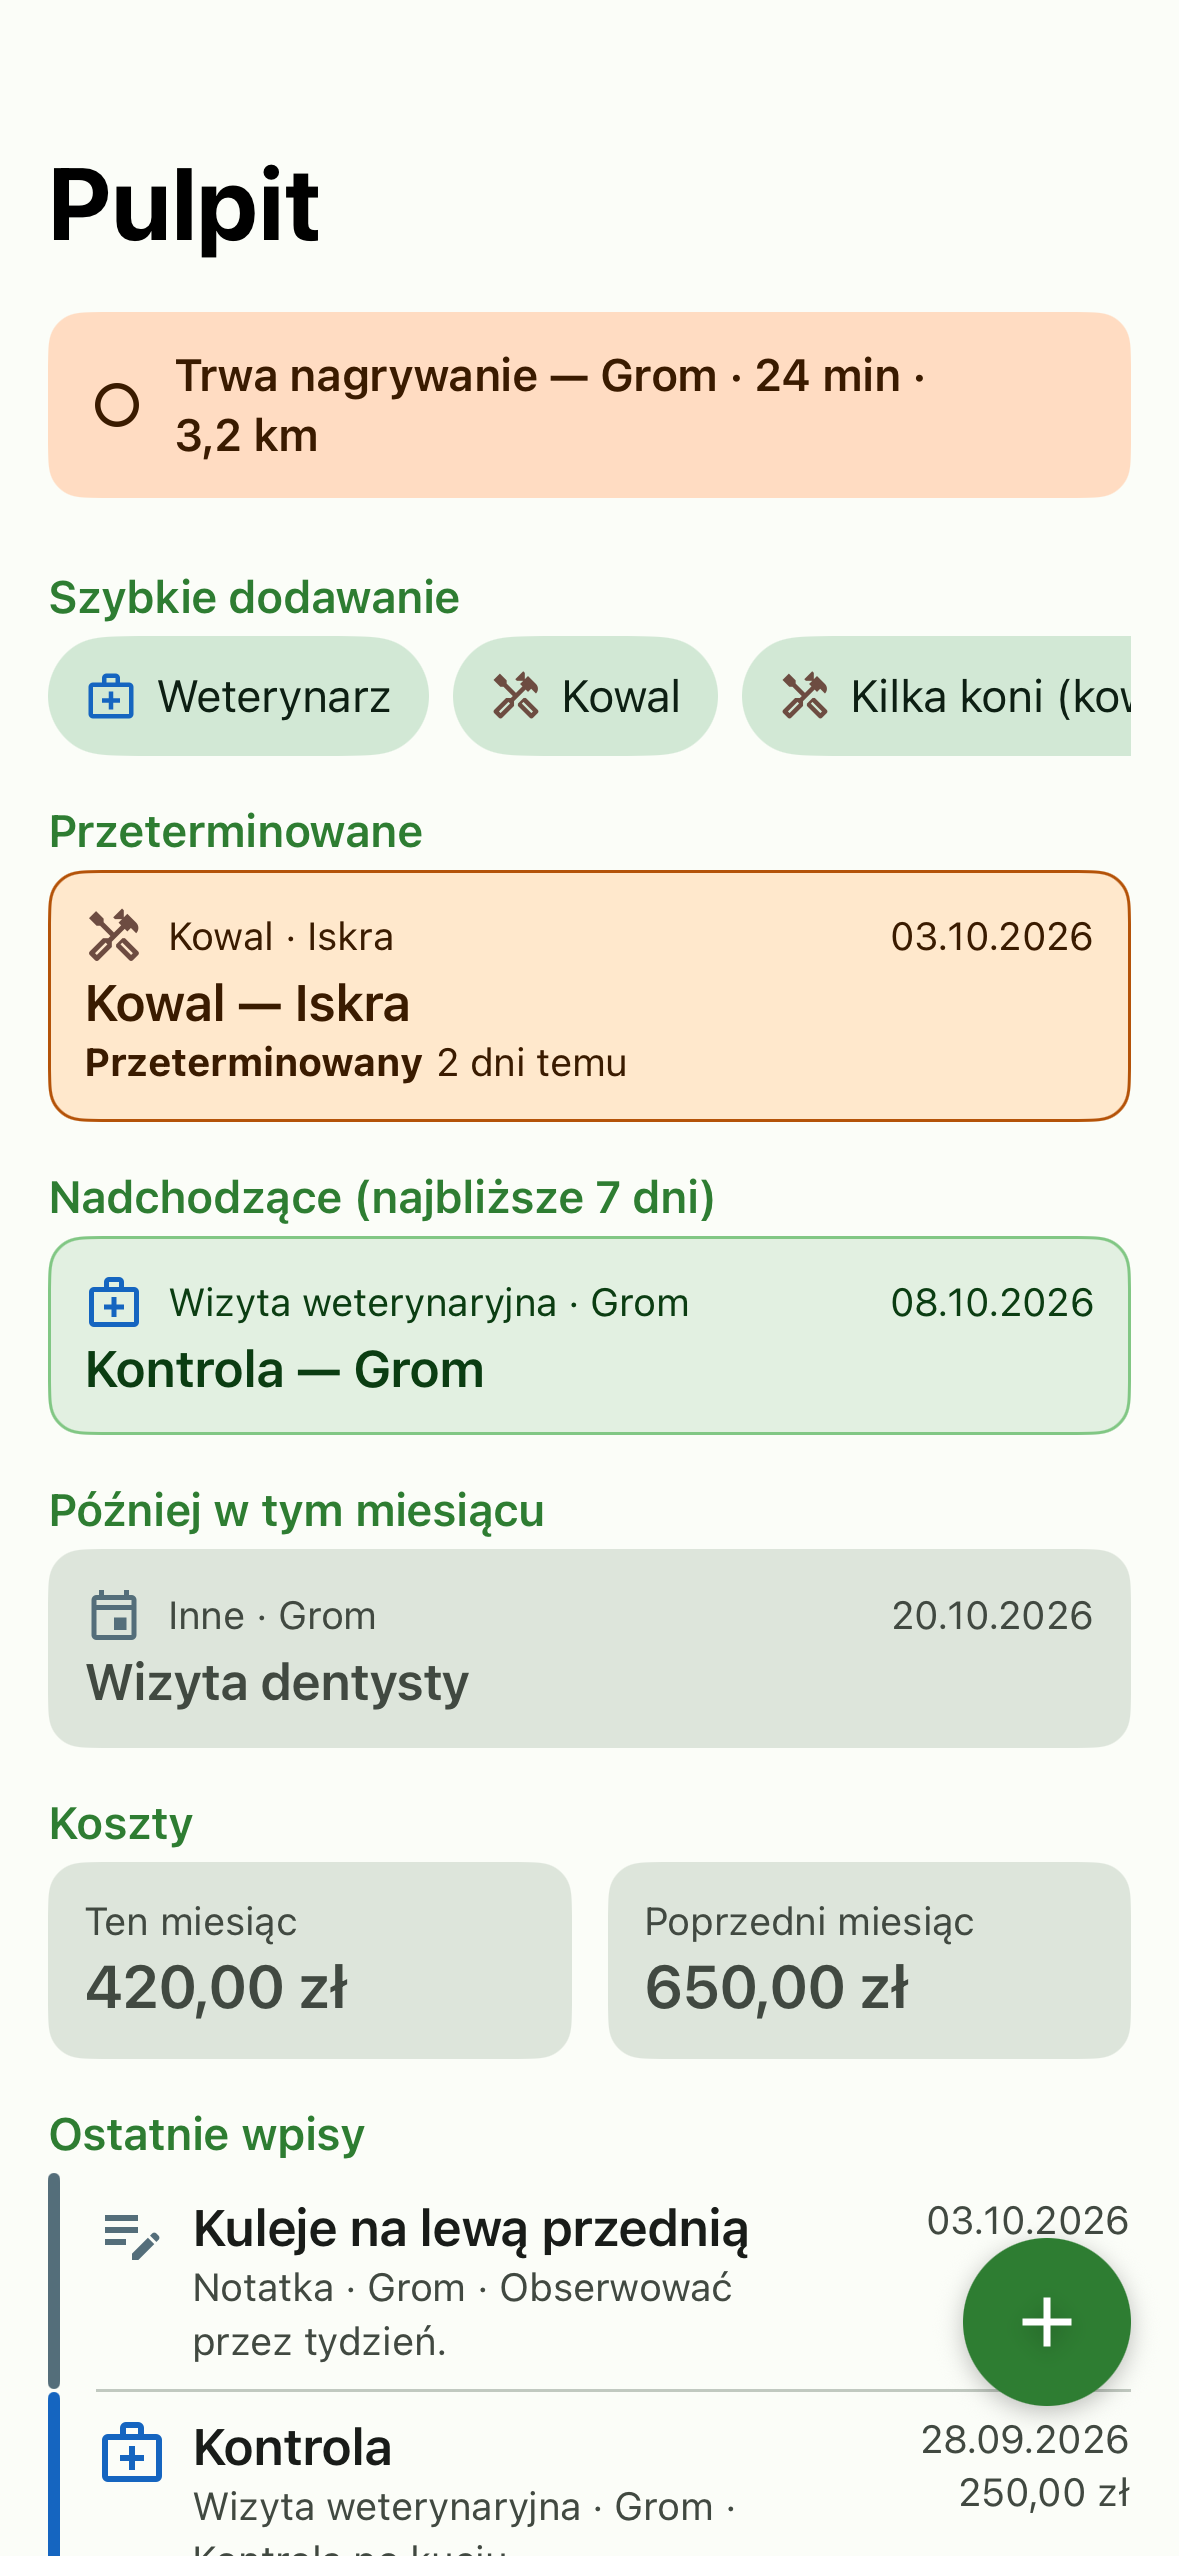 Pulpit
Trwa nagrywanie — Grom · 24 min ·
3,2 km
Szybkie dodawanie
Weterynarz
Kowal
Kilka koni (kow
Przeterminowane
Kowal · Iskra
03.10.2026
Kowal — Iskra
Przeterminowany 2 dni temu
Nadchodzące (najbliższe 7 dni)
Wizyta weterynaryjna · Grom
08.10.2026
Kontrola — Grom
Później w tym miesiącu
Inne · Grom
20.10.2026
Wizyta dentysty
Koszty
Ten miesiąc
420,00 zł
Poprzedni miesiąc
650,00 zł
Ostatnie wpisy
Kuleje na lewą przednią
03.10.2026
Notatka · Grom · Obserwować
przez tydzień.
Kontrola
28.09.2026
Wizyta weterynaryjna · Grom ·
250,00 zł
Kontrola po kuciu